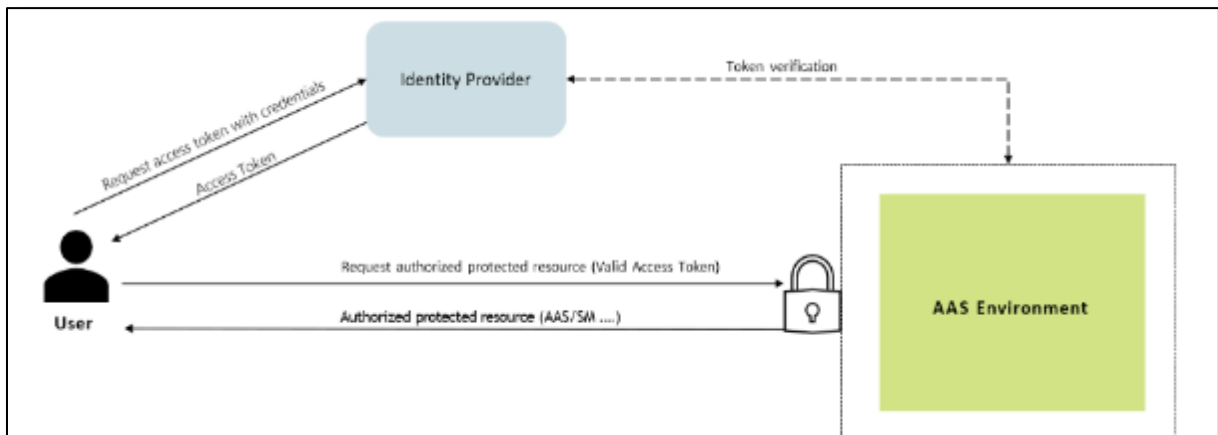 Identity Provider
Token verification
Request access token with credentials
Access Token
User
Request authorized protected resource (Valid Access Token)
Authorized protected resource (AAS/SM ....)
AAS Environment